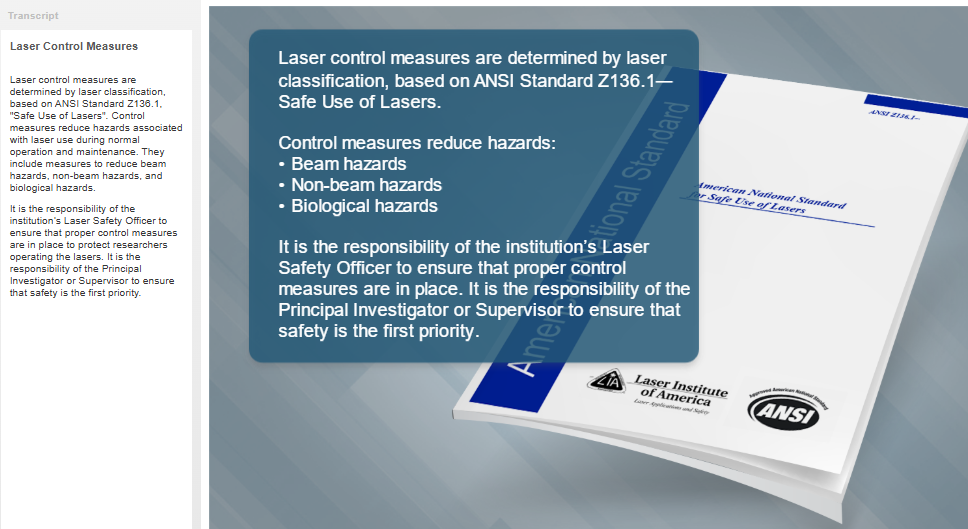 Transcript
Laser Control Measures
Laser control measures are
determined by laser classification,
based on ANSI Standard Z136.1,
"Safe Use of Lasers". Control
measures reduce hazards associated
with laser use during normal
operation and maintenance. They
include measures to reduce beam
hazards, non-beam hazards, and
biological hazards.
It is the responsibility of the
institution's Laser Safety Officer to
ensure that proper control measures
are in place to protect researchers
operating the lasers. It is the
responsibility of the Principal
Investigator or Supervisor to ensure
that safety is the first priority.
Laser control measures are determined by laser
classification, based on ANSI Standard Z136.1—
Safe Use of Lasers.
Control measures reduce hazards:
• Beam hazards
• Non-beam hazards
• Biological hazards
It is the responsibility of the institution's Laser
Safety Officer to ensure that proper control
measures are in place. It is the responsibility of the
Principal Investigator or Supervisor to ensure that
safety is the first priority.
American National Standard
ANSI Z136.1—
American National Standard
for Safe Use of Lasers
LIA
Laser Institute
of America
Laser Applications and Safety
Approved American National Standard
ANSI